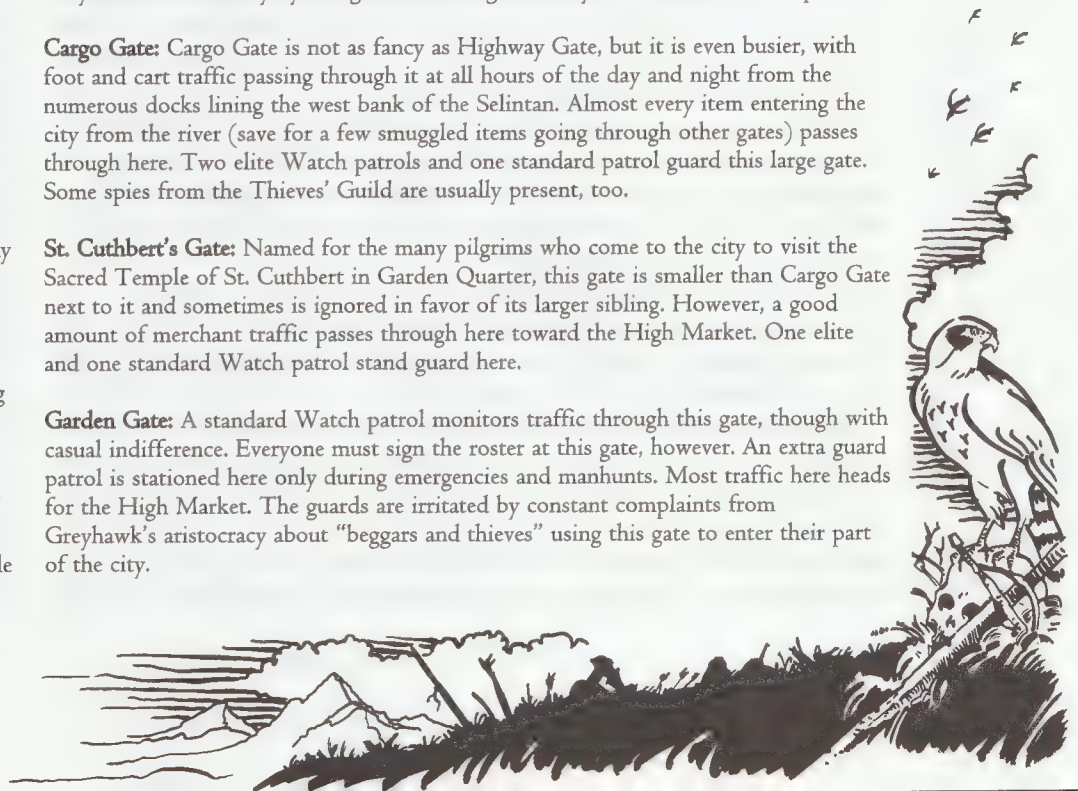 Cargo Gate: Cargo Gate is not as fancy as Highway Gate, but it is even busier, with
foot and cart traffic passing through it at all hours of the day and night from the
numerous docks lining the west bank of the Selintan. Almost every item entering the
city from the river (save for a few smuggled items going through other gates) passes
through here. Two elite Watch patrols and one standard patrol guard this large gate.
Some spies from the Thieves' Guild are usually present, too.
St. Cuthbert's Gate: Named for the many pilgrims who come to the city to visit the
Sacred Temple of St. Cuthbert in Garden Quarter, this gate is smaller than Cargo Gate
next to it and sometimes is ignored in favor of its larger sibling. However, a good
amount of merchant traffic passes through here toward the High Market. One elite
and one standard Watch patrol stand guard here.
Garden Gate: A standard Watch patrol monitors traffic through this gate, though with
casual indifference. Everyone must sign the roster at this gate, however. An extra guard
patrol is stationed here only during emergencies and manhunts. Most traffic here heads
for the High Market. The guards are irritated by constant complaints from
Greyhawk's aristocracy about “beggars and thieves” using this gate to enter their part
of the city.